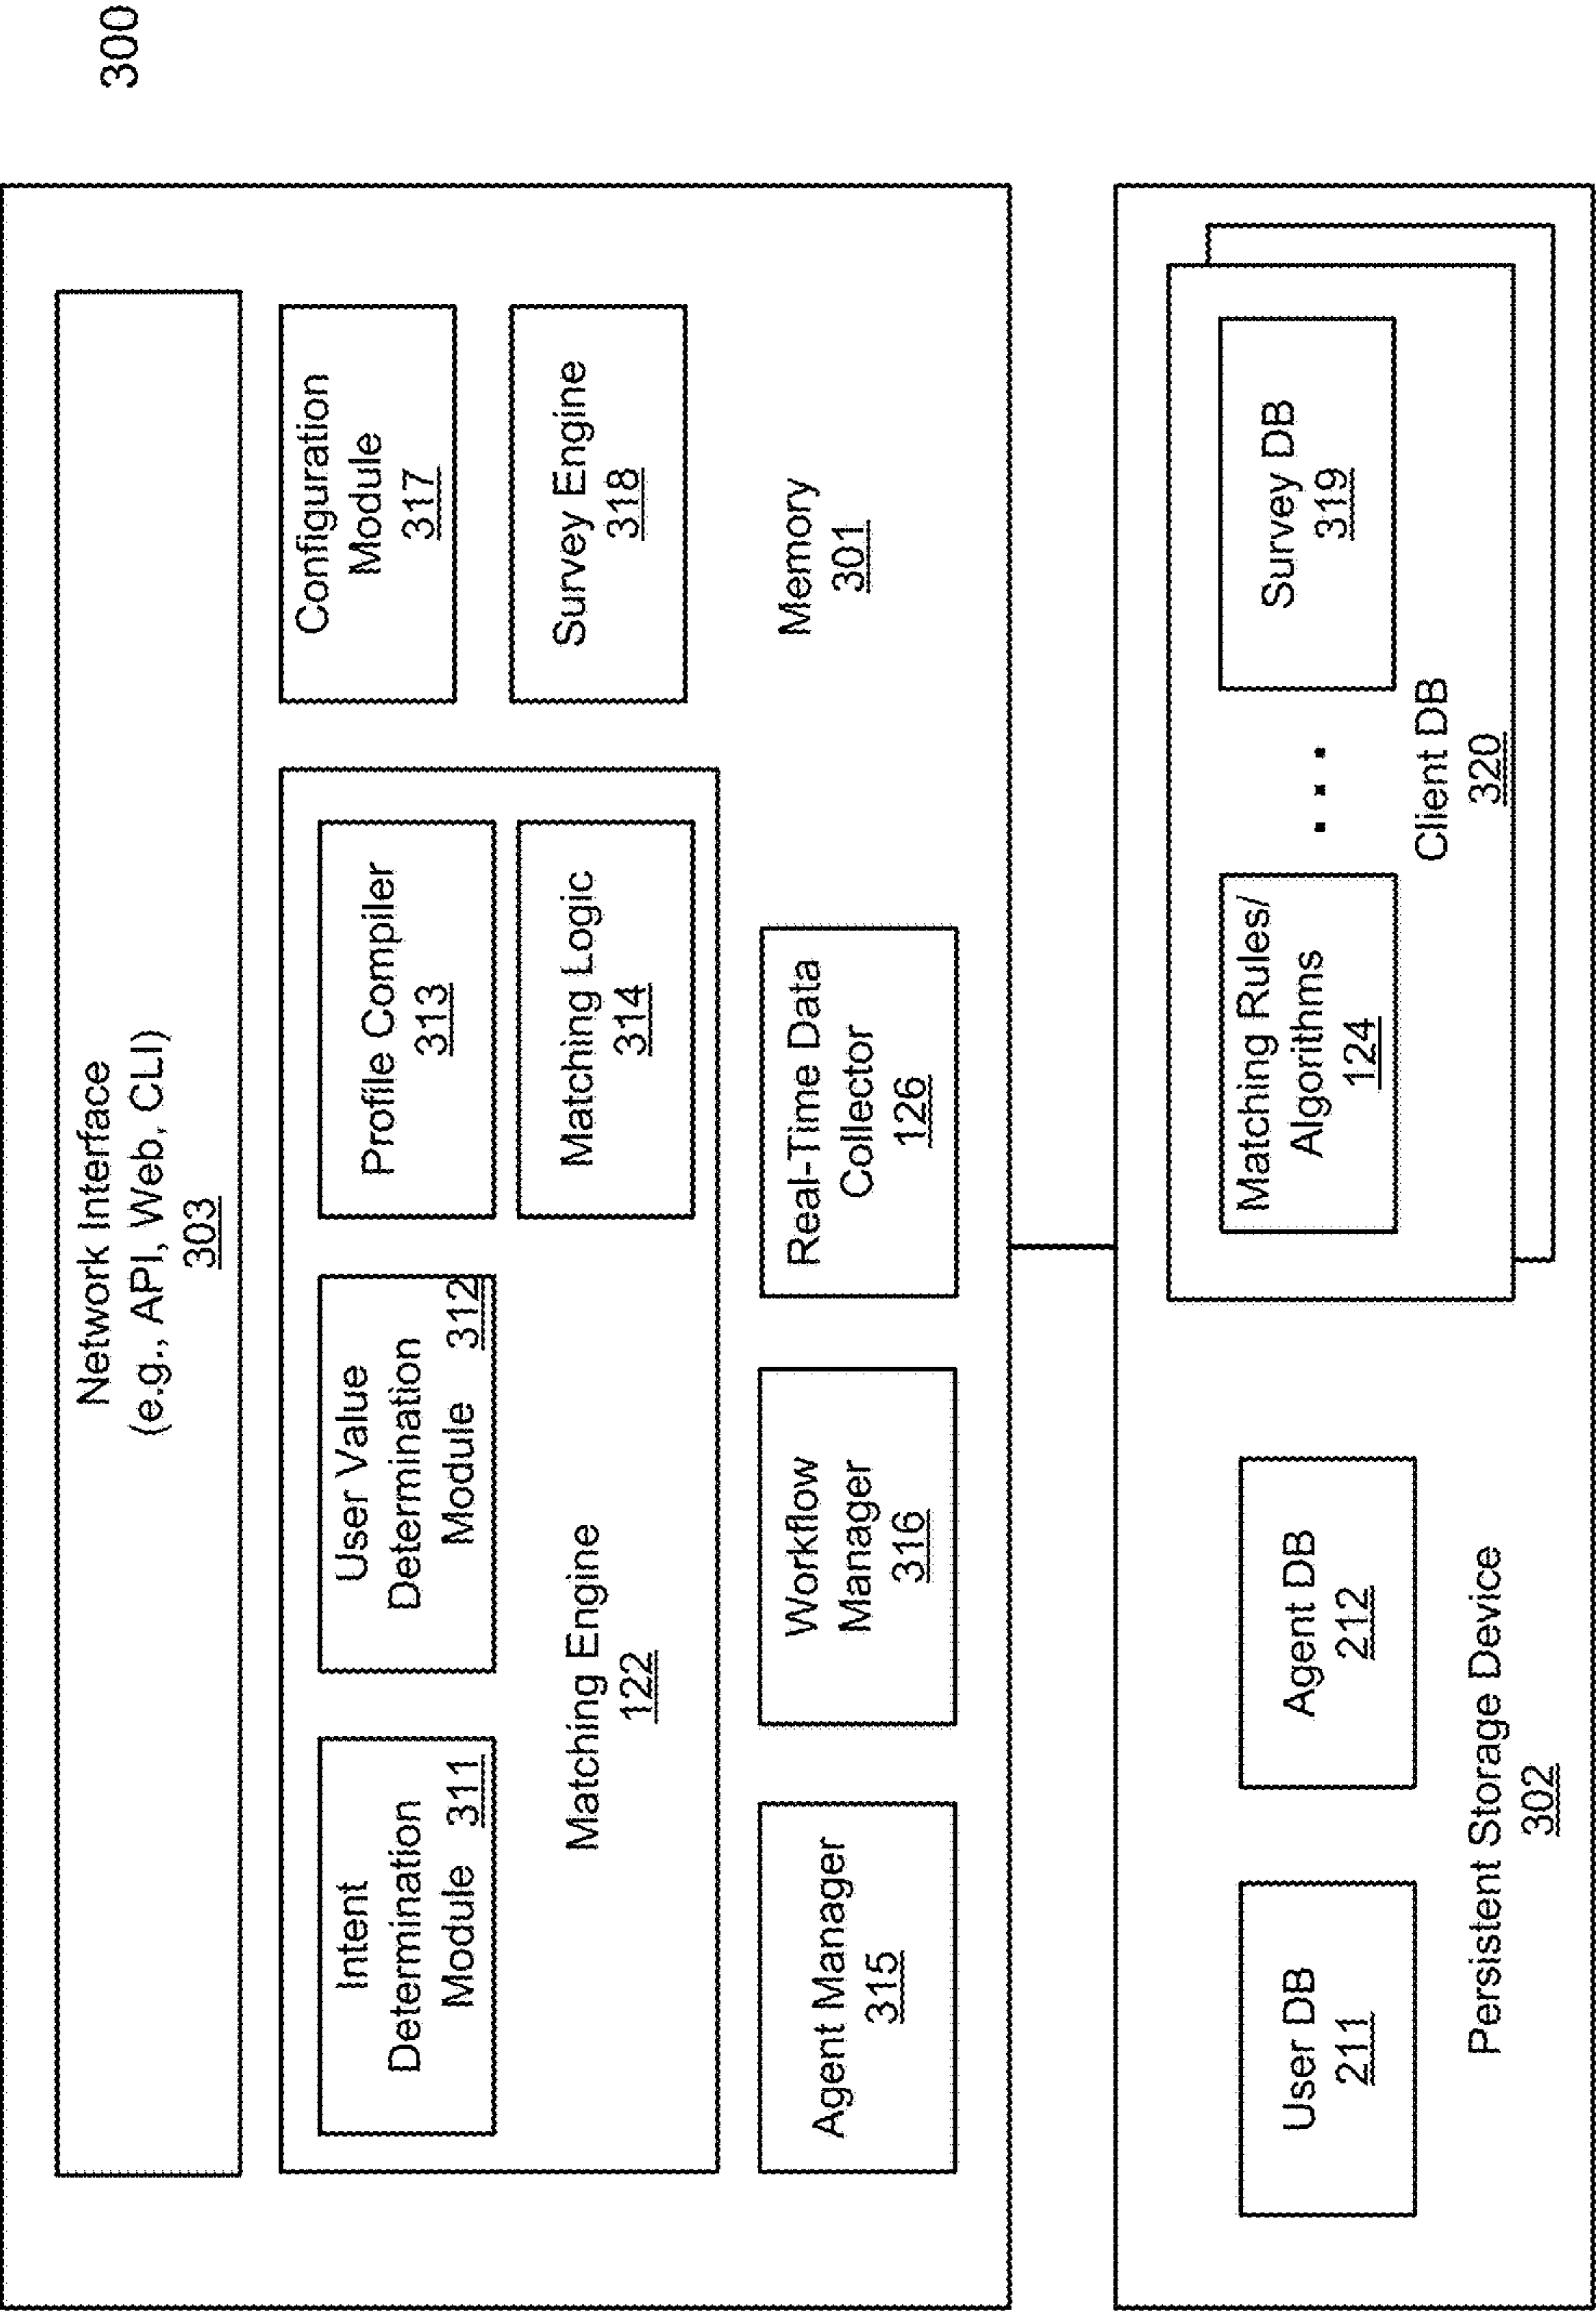 300
Network Interface
(e.g., API, Web, CLI)
303
Intent
Determination
Module 311
User Value
Determination
Module 312
Profile Compiler
313
Matching Logic
314
Matching Engine
122
Configuration
Module
317
Survey Engine
318
Agent Manager
315
Workflow
Manager
316
Real-Time Data
Collector
126
Memory
301
User DB
211
Agent DB
212
Matching Rules/
Algorithms
124
...
Survey DB
319
Client DB
320
Persistent Storage Device
302